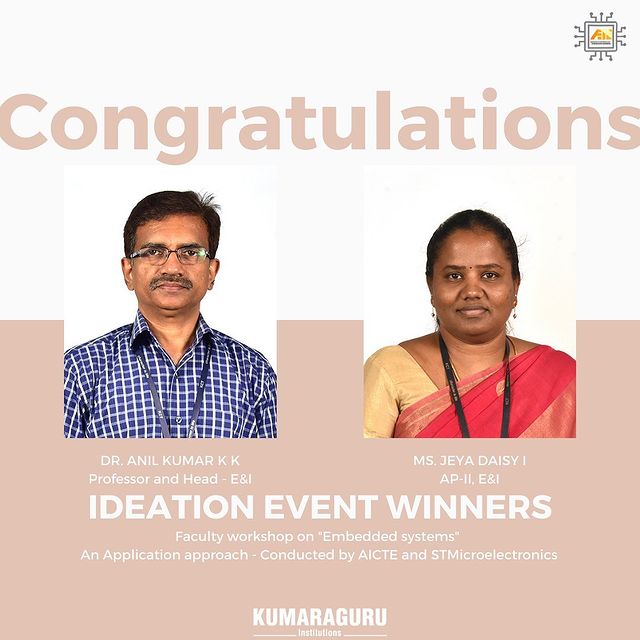 Congratulations
DR. ANIL KUMAR K K
Professor and Head - E&I
MS. JEYA DAISY I
AP-II, E&I
IDEATION EVENT WINNERS
Faculty workshop on "Embedded systems"
An Application approach - Conducted by AICTE and STMicroelectronics
KUMARAGURU
institutions